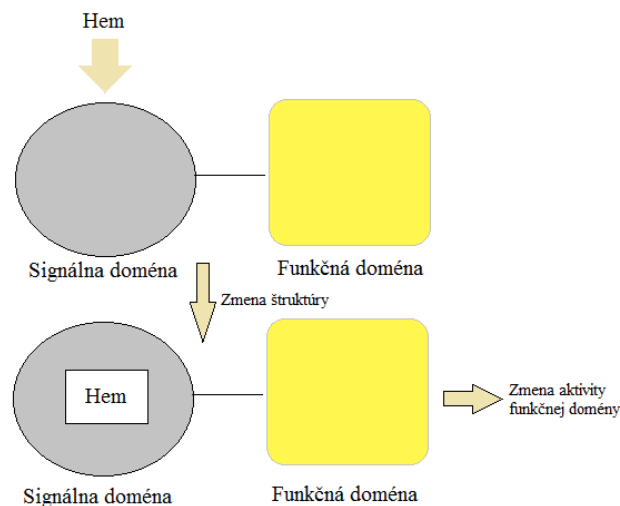 Hem
Signálna doména
Funkčná doména
Zmena štruktúry
Hem
Zmena aktivity
funkčnej domény
Signálna doména
Funkčná doména